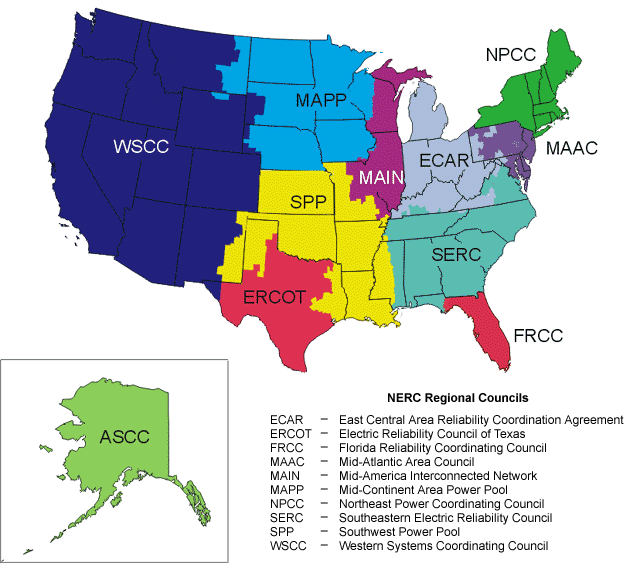 NPCC
MAPP
MAAC
WSCC
ECAR
MAIN
SPP
SERC
ERCOT
FRCC
ASCC
NERC Regional Councils
ECAR – East Central Area Reliability Coordination Agreement
ERCOT – Electric Reliability Council of Texas
FRCC – Florida Reliability Coordinating Council
MAAC – Mid-Atlantic Area Council
MAIN – Mid-America Interconnected Network
MAPP – Mid-Continent Area Power Pool
NPCC – Northeast Power Coordinating Council
SERC – Southeastern Electric Reliability Council
SPP – Southwest Power Pool
WSCC – Western Systems Coordinating Council